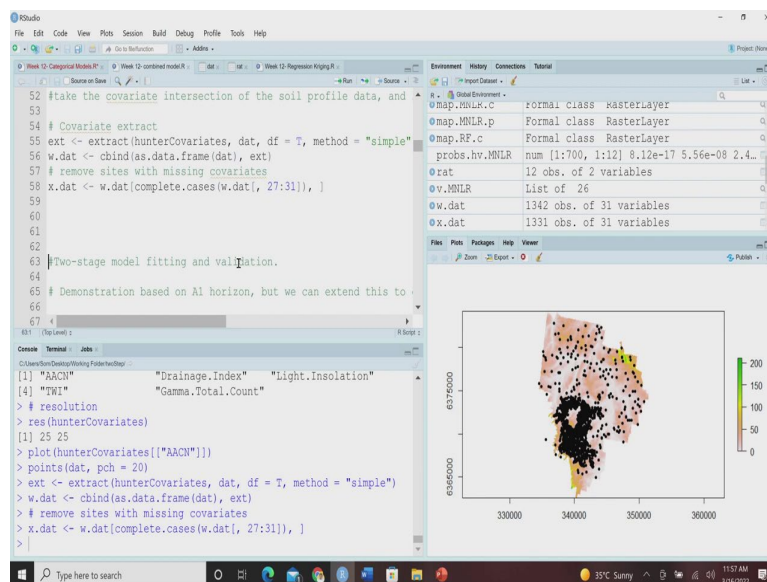 RStudio
File Edit Code View Plots Session Build Debug Profile Tools Help
Go to file/function Addins
Project: (None
Week 12- Categorical Models.R* Week 12- combined model.R dat rat Week 12- Regression Kriging.R
Source on Save Run Source
52 #take the covariate intersection of the soil profile data, and
53
54 # Covariate extract
55 ext <- extract(hunterCovariates, dat, df = T, method = "simple"
56 w.dat <- cbind(as.data.frame(dat), ext)
57 # remove sites with missing covariates
58 x.dat <- w.dat[complete.cases(w.dat[, 27:31]), ]
59
60
61
62
63 #Two-stage model fitting and validation.
64
65 # Demonstration based on A1 horizon, but we can extend this to
66
67
63:1 (Top Level) R Script
Console Terminal Jobs
[1] "AACN" "Drainage.Index" "Light.Insolation"
[4] "TWI" "Gamma.Total.Count"
> # resolution
> res(hunterCovariates)
[1] 25 25
> plot(hunterCovariates[["AACN"]])
> points(dat, pch = 20)
> ext <- extract(hunterCovariates, dat, df = T, method = "simple")
> w.dat <- cbind(as.data.frame(dat), ext)
> # remove sites with missing covariates
> x.dat <- w.dat[complete.cases(w.dat[, 27:31]), ]
>
Environment History Connections Tutorial
Import Dataset List
R Global Environment
map.MNLR.c Formal class RasterLayer
map.MNLR.p Formal class RasterLayer
map.RF.c Formal class RasterLayer
probs.hv.MNLR num [1:700, 1:12] 8.12e-17 5.56e-08 2.4…
rat 12 obs. of 2 variables
v.MNLR List of 26
w.dat 1342 obs. of 31 variables
x.dat 1331 obs. of 31 variables
Files Plots Packages Help Viewer
Zoom Export Publish
6375000
6365000
330000 340000 350000 360000
200
150
100
50
0
Type here to search
35°C Sunny
11:57 AM
3/16/2022